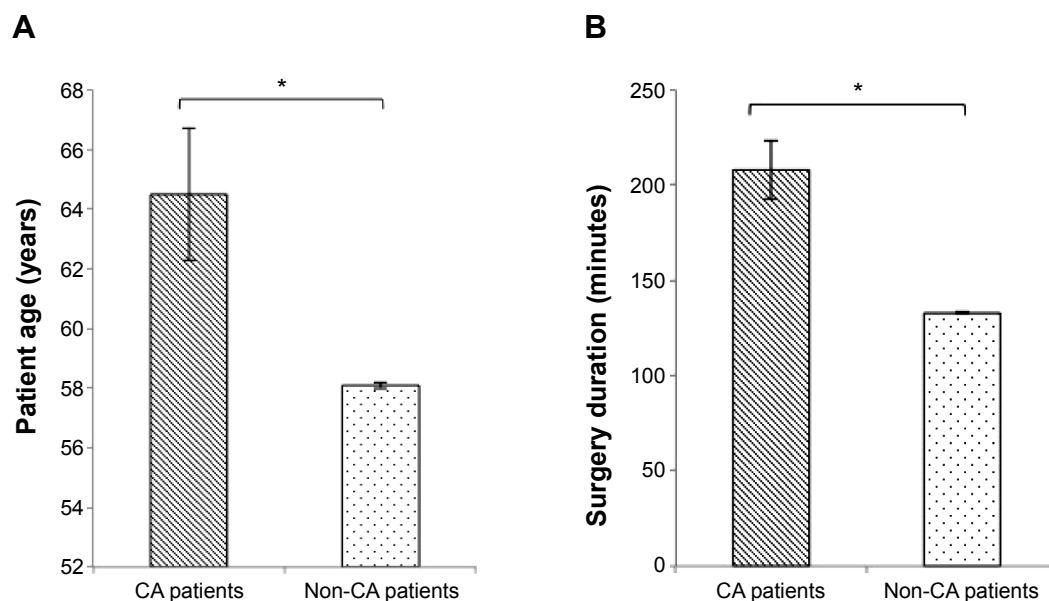 A
Patient age (years)
68
66
64
62
60
58
56
54
52
*
CA patients
Non-CA patients
B
Surgery duration (minutes)
250
200
150
100
50
0
*
CA patients
Non-CA patients